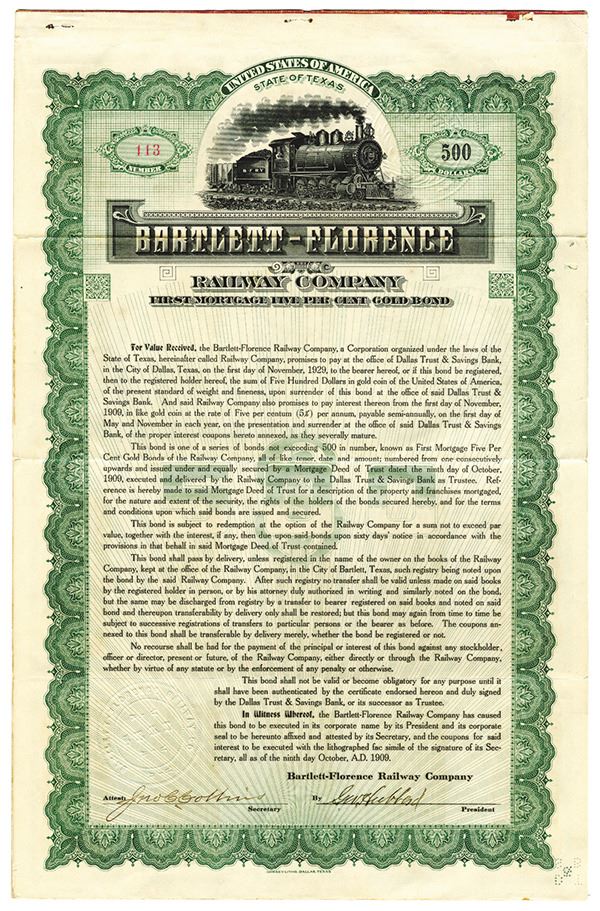 UNITED STATES OF AMERICA
STATE OF TEXAS
113
NUMBER
500
DOLLARS
BARTLETT-FLORENCE
RAILWAY COMPANY
FIRST MORTGAGE FIVE PER CENT GOLD BOND
For Value Received, the Bartlett-Florence Railway Company, a Corporation organized under the laws of the
State of Texas, hereinafter called Railway Company, promises to pay at the office of Dallas Trust & Savings Bank,
in the City of Dallas, Texas, on the first day of November, 1929, to the bearer hereof, or if this bond be registered,
then to the registered holder hereof, the sum of Five Hundred Dollars in gold coin of the United States of America,
of the present standard of weight and fineness, upon surrender of this bond at the office of said Dallas Trust &
Savings Bank. And said Railway Company also promises to pay interest thereon from the first day of November,
1909, in like gold coin at the rate of Five per centum (5%) per annum, payable semi-annually, on the first day of
May and November in each year, on the presentation and surrender at the office of said Dallas Trust & Savings
Bank, of the proper interest coupons hereto annexed, as they severally mature.
This bond is one of a series of bonds not exceeding 500 in number, known as First Mortgage Five Per
Cent Gold Bonds of the Railway Company, all of like tenor, date and amount; numbered from one consecutively
upwards and issued under and equally secured by a Mortgage Deed of Trust dated the ninth day of October,
1909, executed and delivered by the Railway Company to the Dallas Trust & Savings Bank as Trustee. Ref-
erence is hereby made to said Mortgage Deed of Trust for a description of the property and franchises mortgaged,
for the nature and extent of the security, the rights of the holders of the bonds secured hereby, and for the terms
and conditions upon which said bonds are issued and secured.
This bond is subject to redemption at the option of the Railway Company for a sum not to exceed par
value, together with the interest, if any, then due upon said bonds upon sixty days' notice in accordance with the
provisions in that behalf in said Mortgage Deed of Trust contained.
This bond shall pass by delivery, unless registered in the name of the owner on the books of the Railway
Company, kept at the office of the Railway Company, in the City of Bartlett, Texas, such registry being noted upon
the bond by the said Railway Company. After such registry no transfer shall be valid unless made on said books
by the registered holder in person, or by his attorney duly authorized in writing and similarly noted on the bond,
but the same may be discharged from registry by a transfer to bearer registered on said books and noted on said
bond and thereupon transferability by delivery only shall be restored; but this bond may again from time to time be
subject to successive registrations of transfers to particular persons or the bearer as before. The coupons an-
nexed to this bond shall be transferable by delivery merely, whether the bond be registered or not.
No recourse shall be had for the payment of the principal or interest of this bond against any stockholder,
officer or director, present or future, of the Railway Company, either directly or through the Railway Company,
whether by virtue of any statute or by the enforcement of any penalty or otherwise.
This bond shall not be valid or become obligatory for any purpose until it
shall have been authenticated by the certificate endorsed hereon and duly signed
by the Dallas Trust & Savings Bank, or its successor as Trustee.
In Witness Whereof, the Bartlett-Florence Railway Company has caused
this bond to be executed in its corporate name by its President and its corporate
seal to be hereunto affixed and attested by its Secretary, and the coupons for said
interest to be executed with the lithographed fac simile of the signature of its Sec-
retary, all as of the ninth day October, A.D. 1909.
Bartlett-Florence Railway Company
Attest: Jno C Collins
Secretary
By
President
DORSEY LITHO. DALLAS, TEXAS